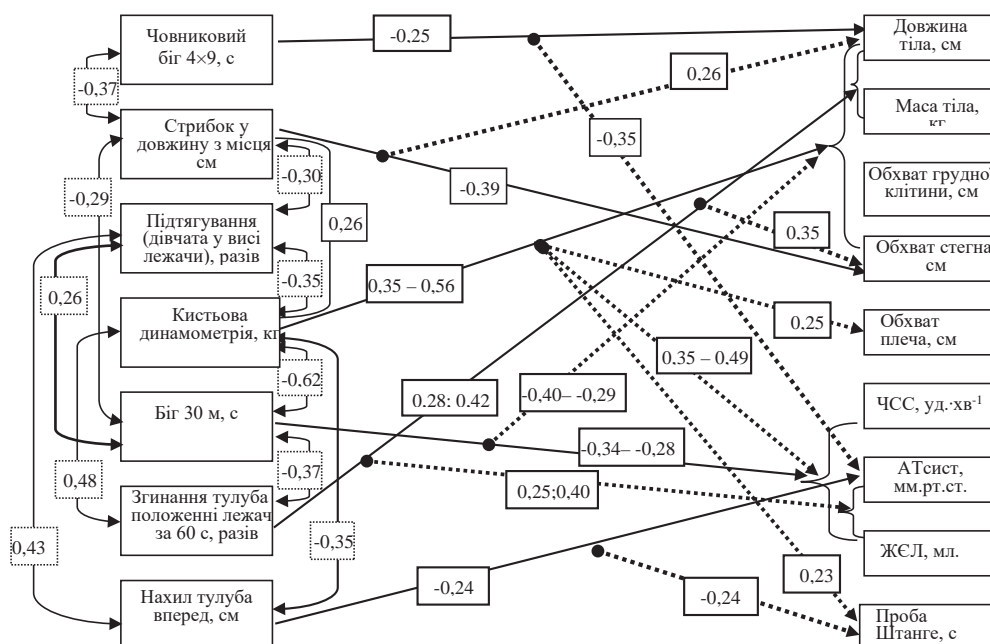 Човниковий
біг 4×9, с
Стрибок у
довжину з місця
см
Підтягування
(дівчата у висі
лежачи), разів
Кистьова
динамометрія, кг
Біг 30 м, с
Згинання тулуба
положенні лежач
за 60 с, разів
Нахил тулуба
вперед, см
-0,37
-0,29
-0,30
0,26
0,26
-0,35
-0,62
-0,37
0,48
0,43
-0,35
-0,25
0,26
-0,35
-0,39
0,35
0,35 – 0,56
0,25
0,35 – 0,49
0.28: 0.42
-0,40– -0,29
-0,34– -0,28
0,25;0,40
-0,24
-0,24
0,23
Довжина
тіла, см
Маса тіла,
кг
Обхват грудної
клітини, см
Обхват стегна
см
Обхват
плеча, см
ЧСС, уд.·хв⁻¹
АТсист,
мм.рт.ст.
ЖЄЛ, мл.
Проба
Штанге, с